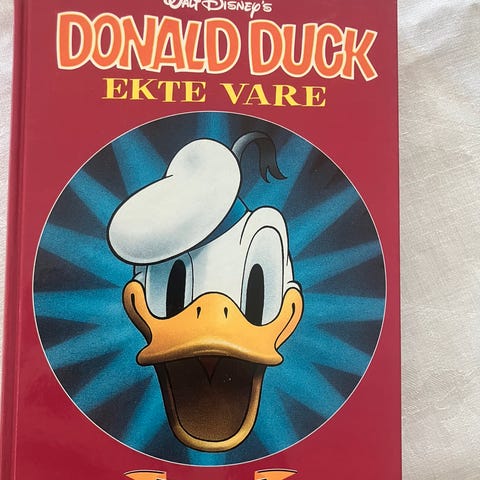 Walt Disney's
DONALD DUCK
EKTE VARE